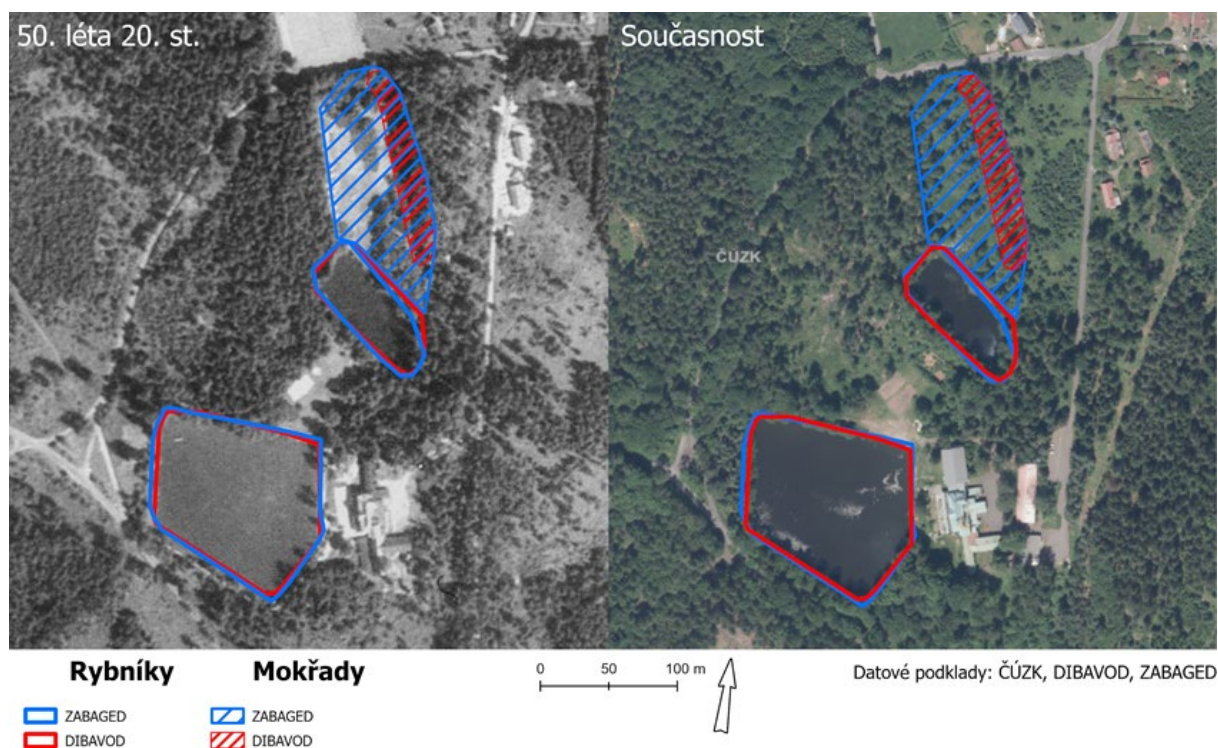 50. léta 20. st.
Současnost
ČÚZK
Rybníky
Mokřady
ZABAGED
ZABAGED
DIBAVOD
DIBAVOD
0 50 100 m
Datové podklady: ČÚZK, DIBAVOD, ZABAGED